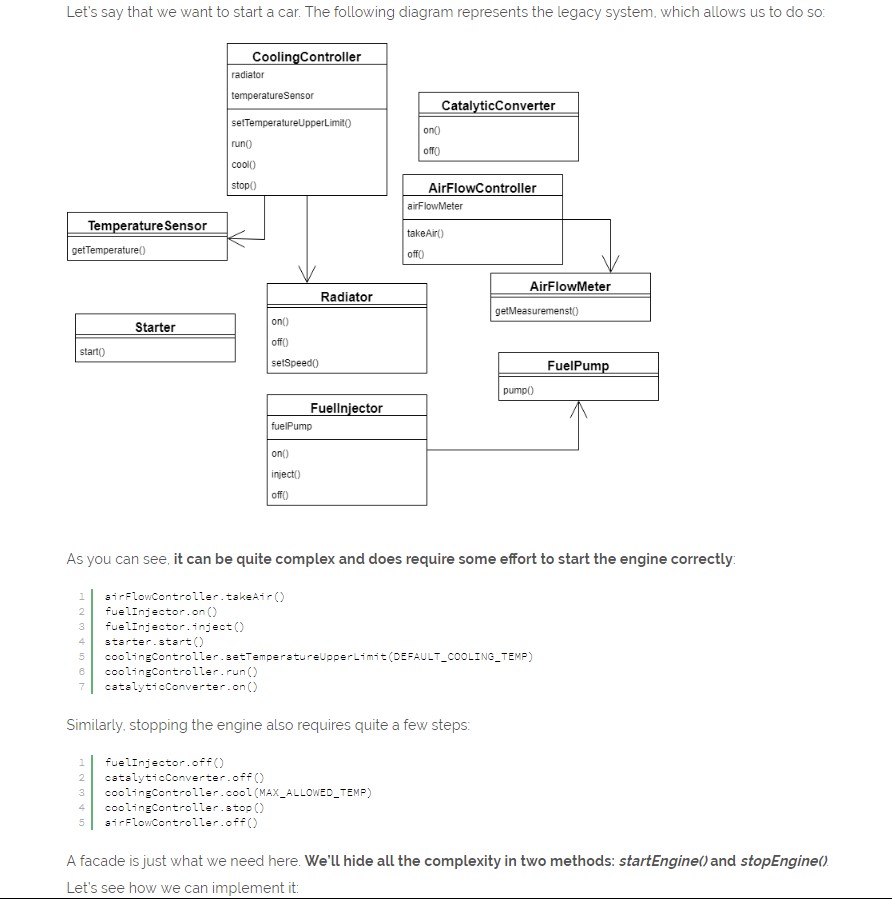 Let's say that we want to start a car. The following diagram represents the legacy system, which allows us to do so:
CoolingController
radiator
temperatureSensor
setTemperatureUpperLimit()
run()
cool()
stop()
CatalyticConverter
on()
off()
AirFlowController
airFlowMeter
takeAir()
off()
TemperatureSensor
getTemperature()
AirFlowMeter
getMeasuremenst()
Radiator
on()
off()
setSpeed()
Starter
start()
FuelPump
pump()
FuelInjector
fuelPump
on()
inject()
off()
As you can see, it can be quite complex and does require some effort to start the engine correctly:
1 airFlowController.takeAir()
2 fuelInjector.on()
3 fuelInjector.inject()
4 starter.start()
5 coolingController.setTemperatureUpperLimit(DEFAULT_COOLING_TEMP)
6 coolingController.run()
7 catalyticConverter.on()
Similarly, stopping the engine also requires quite a few steps:
1 fuelInjector.off()
2 catalyticConverter.off()
3 coolingController.cool(MAX_ALLOWED_TEMP)
4 coolingController.stop()
5 airFlowController.off()
A facade is just what we need here. We'll hide all the complexity in two methods: startEngine() and stopEngine().
Let's see how we can implement it: